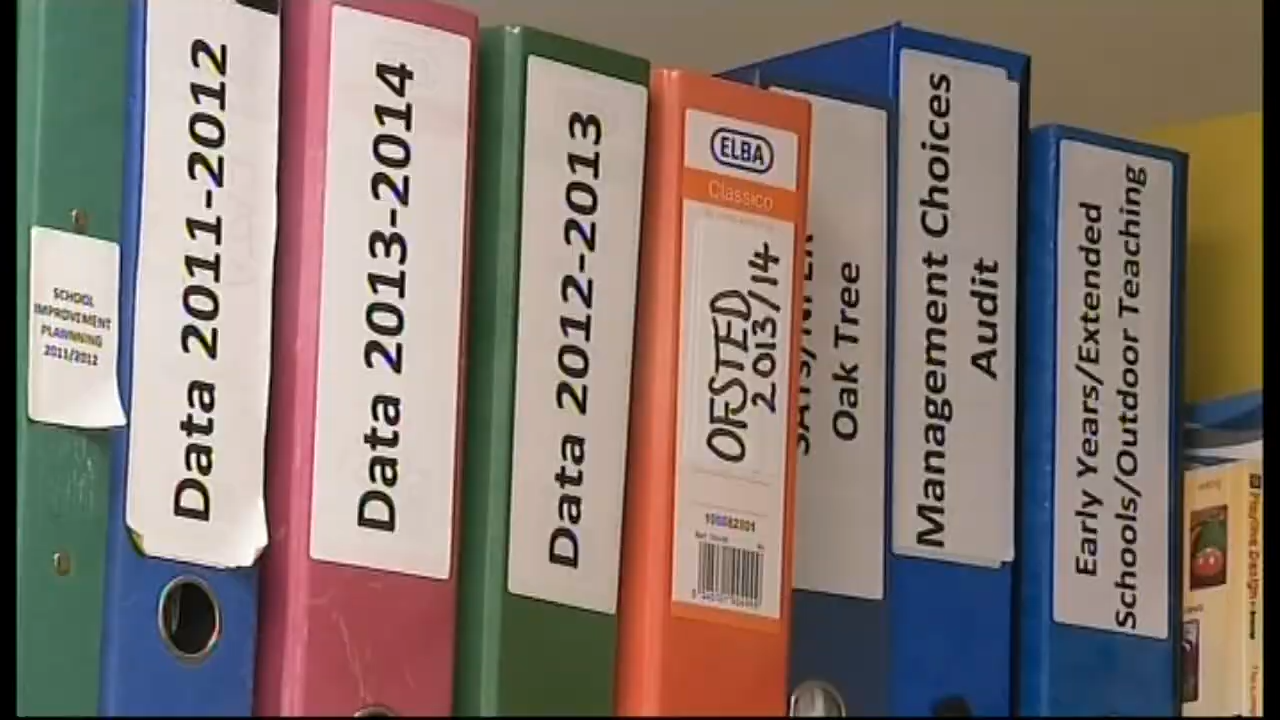 SCHOOL
IMPROVEMENT
PLANNNING
2011/2012
Data 2011-2012
Data 2013-2014
Data 2012-2013
ELBA
Classico
OFSTED
2013/14
Oak Tree
Management Choices
Audit
Early Years/Extended
Schools/Outdoor Teaching